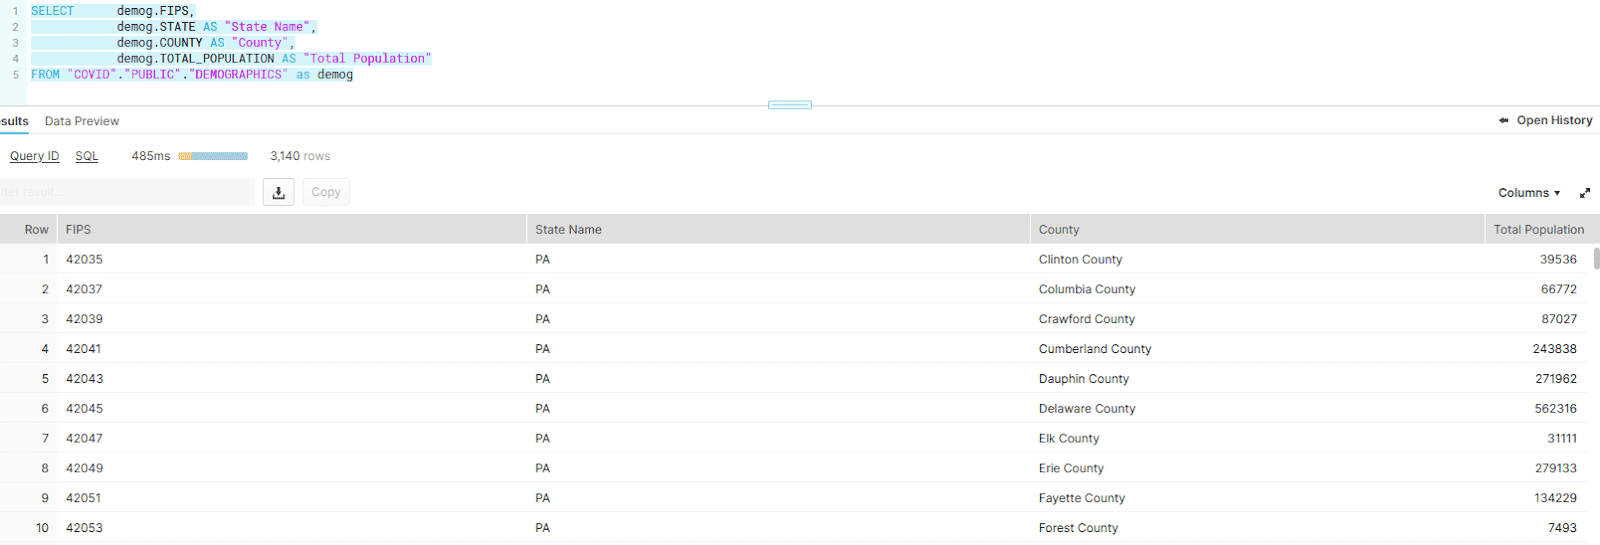 1 SELECT demog.FIPS,
2 demog.STATE AS "State Name",
3 demog.COUNTY AS "County",
4 demog.TOTAL_POPULATION AS "Total Population"
5 FROM "COVID"."PUBLIC"."DEMOGRAPHICS" as demog
esults Data Preview Open History
Query ID SQL 485ms 3,140 rows
iter result... Copy Columns
Row FIPS State Name County Total Population
1 42035 PA Clinton County 39536
2 42037 PA Columbia County 66772
3 42039 PA Crawford County 87027
4 42041 PA Cumberland County 243838
5 42043 PA Dauphin County 271962
6 42045 PA Delaware County 562316
7 42047 PA Elk County 31111
8 42049 PA Erie County 279133
9 42051 PA Fayette County 134229
10 42053 PA Forest County 7493